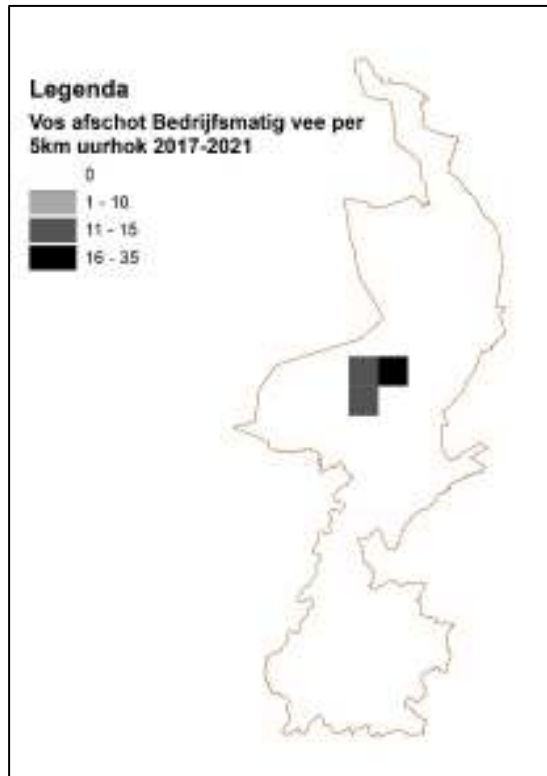 Legenda
Vos afschot Bedrijfsmatig vee per
5km uurhok 2017-2021
0
1 - 10
11 - 15
16 - 35